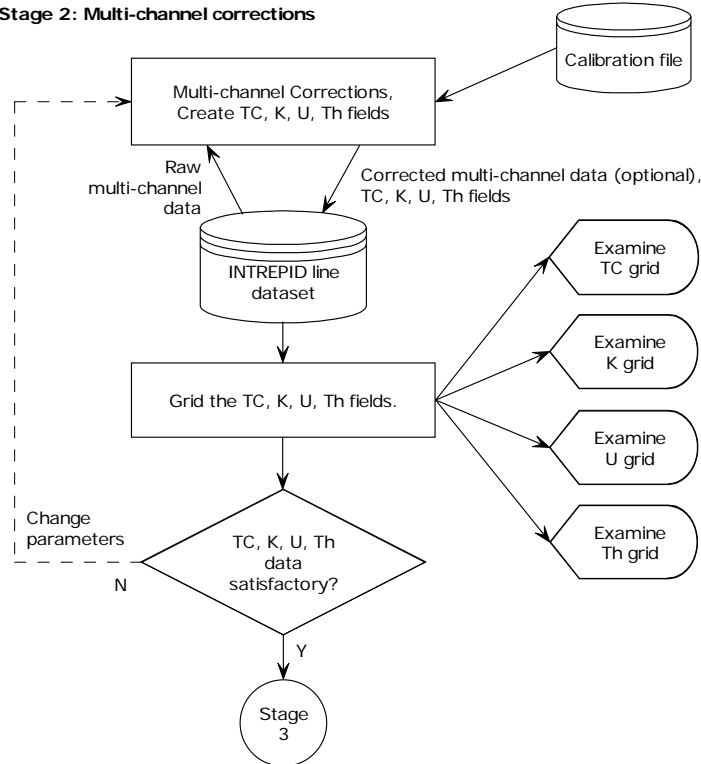 Stage 2: Multi-channel corrections
Calibration file
Multi-channel Corrections,
Create TC, K, U, Th fields
Raw
multi-channel
data
Corrected multi-channel data (optional),
TC, K, U, Th fields
INTREPID line
dataset
Examine
TC grid
Examine
K grid
Grid the TC, K, U, Th fields.
Examine
U grid
Examine
Th grid
Change
parameters
TC, K, U, Th
data
satisfactory?
N
Y
Stage
3